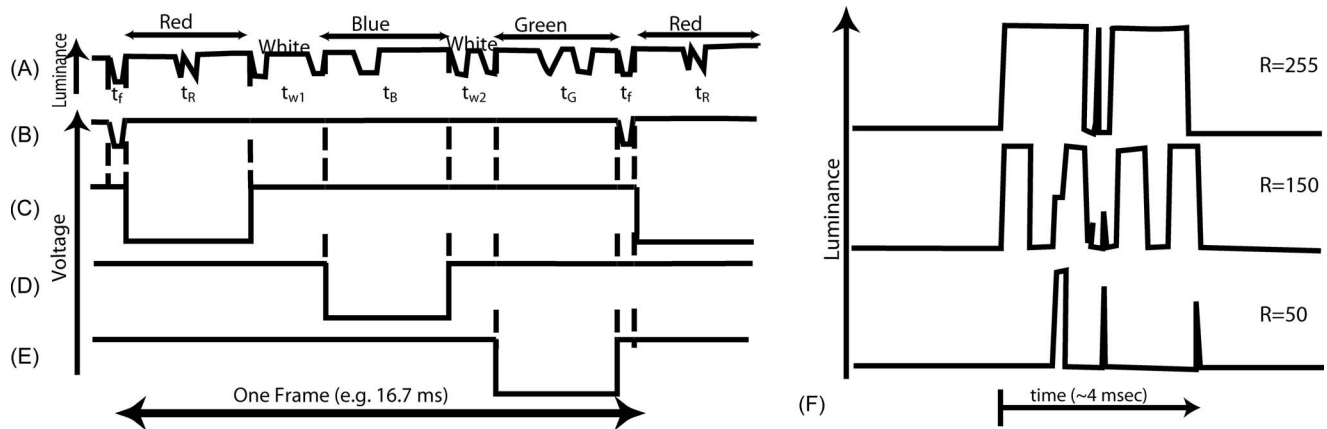 Red Blue Green Red
White White
(A) Luminance
t_f t_R t_w1 t_B t_w2 t_G t_f t_R
(B)
(C)
Voltage
(D)
(E)
One Frame (e.g. 16.7 ms)
Luminance
R=255
R=150
R=50
(F) time (~4 msec)